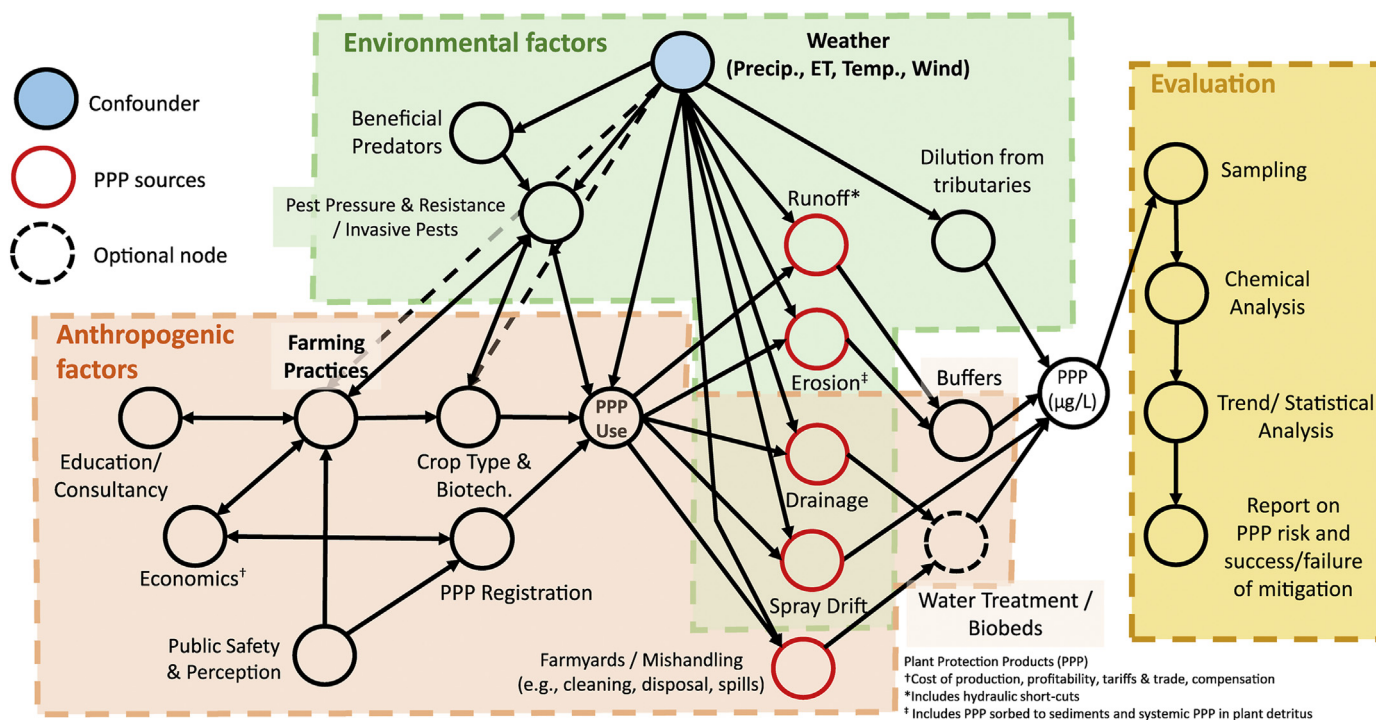 Environmental factors
Weather
(Precip., ET, Temp., Wind)
Evaluation
Confounder
PPP sources
Optional node
Beneficial
Predators
Pest Pressure & Resistance
/ Invasive Pests
Runoff*
Dilution from
tributaries
Sampling
Chemical
Analysis
Anthropogenic
factors
Farming
Practices
Erosion‡
Buffers
PPP
(µg/L)
PPP
Use
Education/
Consultancy
Crop Type &
Biotech.
Drainage
Trend/ Statistical
Analysis
Economics†
PPP Registration
Spray Drift
Water Treatment /
Biobeds
Report on
PPP risk and
success/failure
of mitigation
Public Safety
& Perception
Farmyards / Mishandling
(e.g., cleaning, disposal, spills)
Plant Protection Products (PPP)
†Cost of production, profitability, tariffs & trade, compensation
*Includes hydraulic short-cuts
‡ Includes PPP sorbed to sediments and systemic PPP in plant detritus